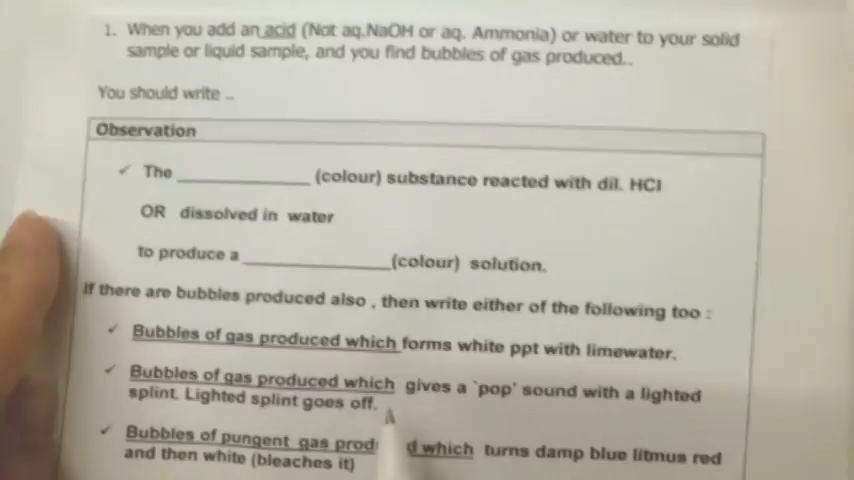 1. When you add an acid (Not aq.NaOH or aq. Ammonia) or water to your solid
sample or liquid sample, and you find bubbles of gas produced..
You should write ..
Observation
✓ The ____________ (colour) substance reacted with dil. HCl
OR dissolved in water
to produce a ____________ (colour) solution.
If there are bubbles produced also , then write either of the following too :
✓ Bubbles of gas produced which forms white ppt with limewater.
✓ Bubbles of gas produced which gives a `pop' sound with a lighted
splint. Lighted splint goes off.
✓ Bubbles of pungent gas prod d which turns damp blue litmus red
and then white (bleaches it)